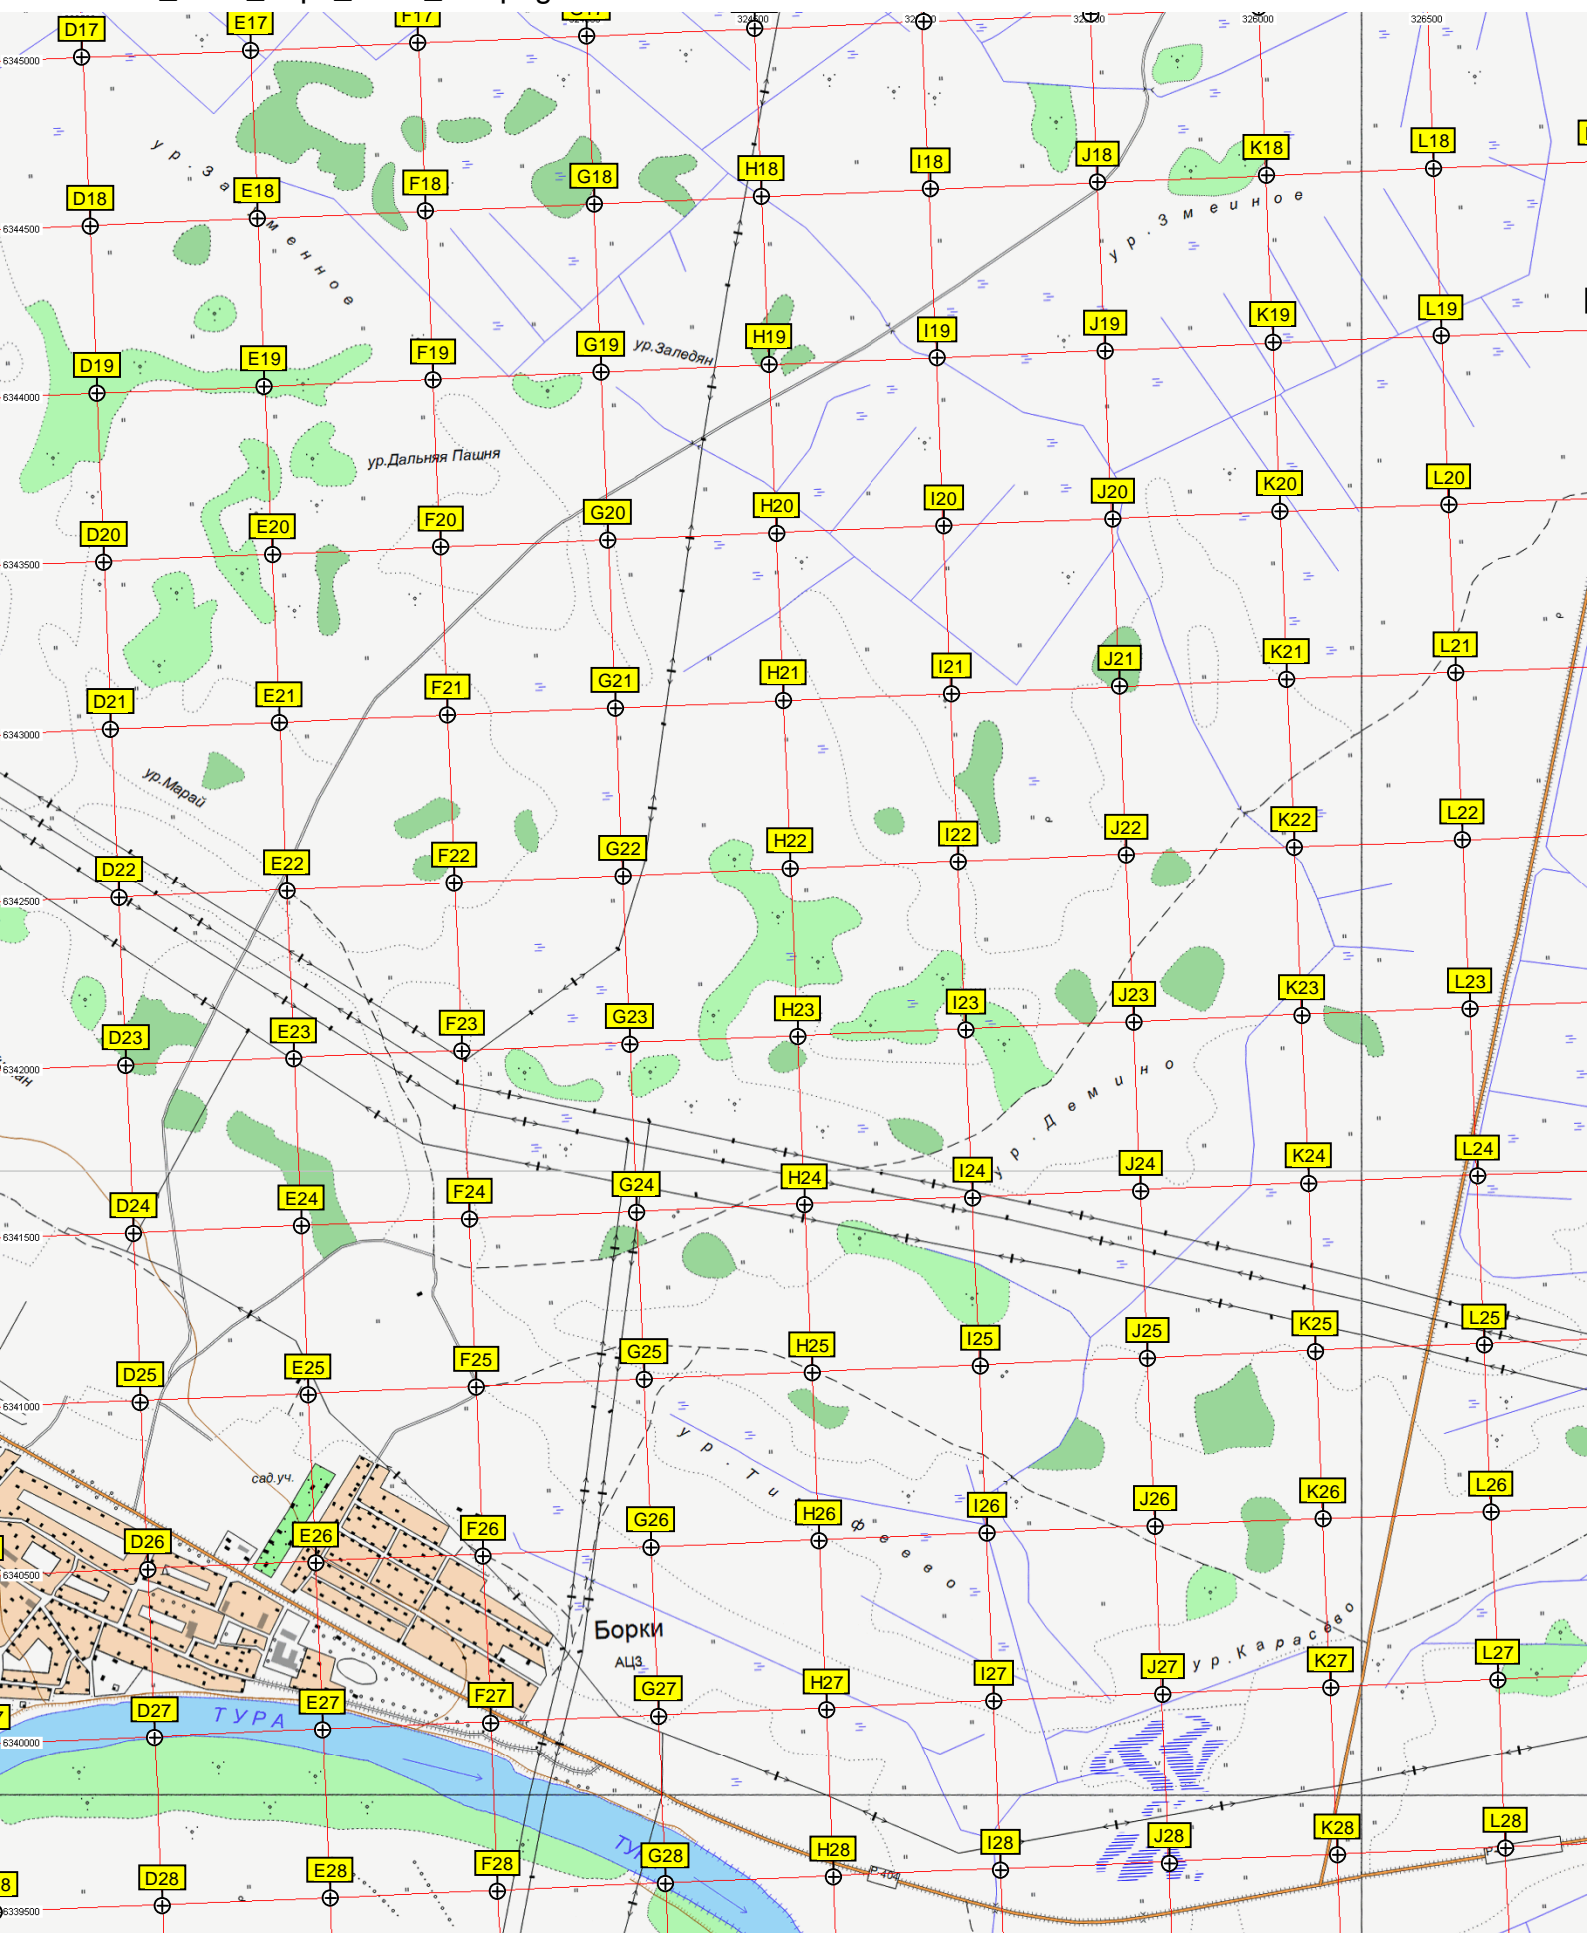 D17 E17 F17
6345000
326000 326500
D18 E18 F18 G18 H18 I18 J18 K18 L18
ур.Заименное
ур.Змеиное
6344500
D19 E19 F19 G19 H19 I19 J19 K19 L19
ур.Заледян
6344000
ур.Дальняя Пашня
D20 E20 F20 G20 H20 I20 J20 K20 L20
6343500
D21 E21 F21 G21 H21 I21 J21 K21 L21
6343000
ур.Марай
D22 E22 F22 G22 H22 I22 J22 K22 L22
6342500
D23 E23 F23 G23 H23 I23 J23 K23 L23
6342000
ур.Демино
D24 E24 F24 G24 H24 I24 J24 K24 L24
6341500
D25 E25 F25 G25 H25 I25 J25 K25 L25
6341000
ур.Тимофеево
сад.уч.
D26 E26 F26 G26 H26 I26 J26 K26 L26
6340500
Борки
АЦЗ
ур.Карасёво
D27 E27 F27 G27 H27 I27 J27 K27 L27
ТУРА
6340000
D28 E28 F28 G28 H28 I28 J28 K28 L28
Р-404
6339500